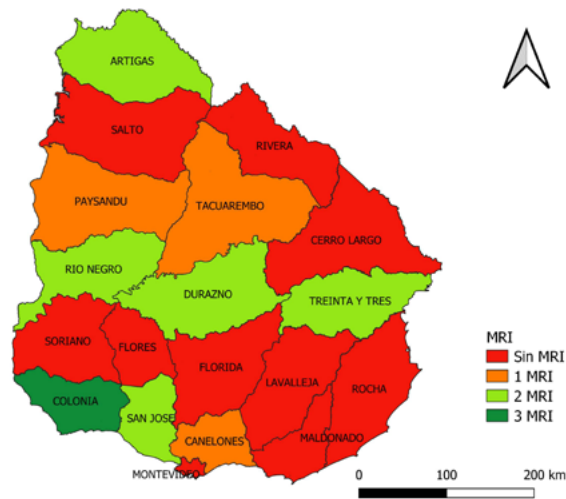 ARTIGAS
SALTO
RIVERA
PAYSANDU
TACUAREMBO
CERRO LARGO
RIO NEGRO
DURAZNO
TREINTA Y TRES
SORIANO
FLORES
FLORIDA
LAVALLEJA
ROCHA
COLONIA
SAN JOSE
CANELONES
MALDONADO
MONTEVIDEO
MRI
Sin MRI
1 MRI
2 MRI
3 MRI
0 100 200 km